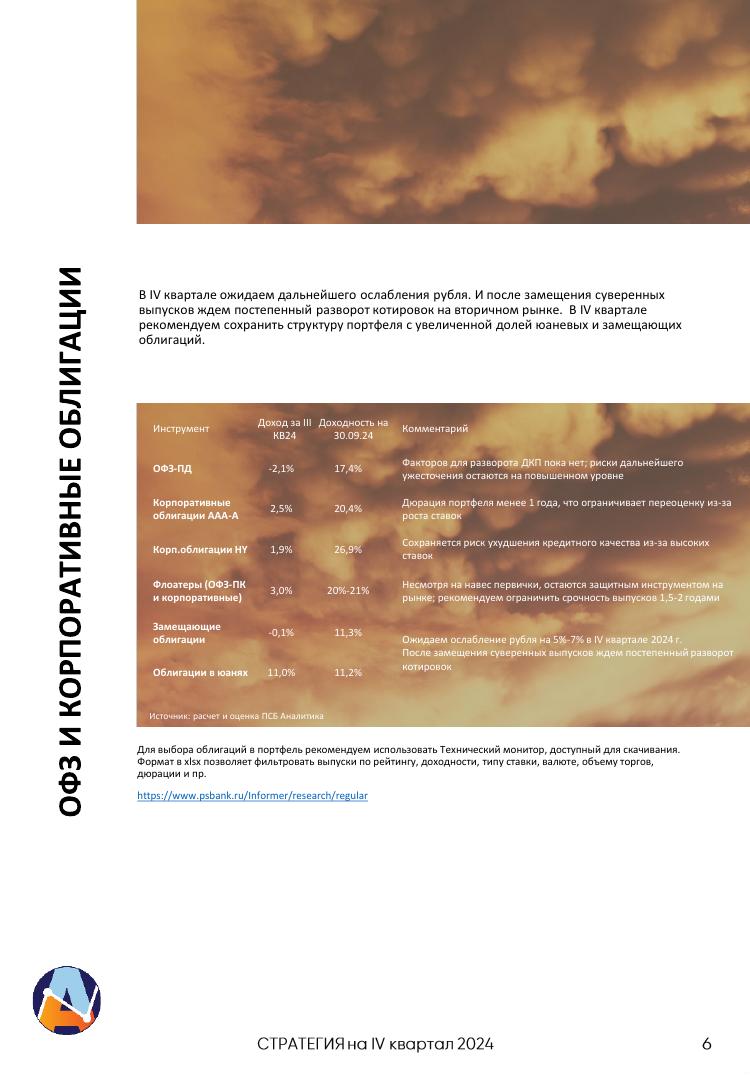 ОФЗ И КОРПОРАТИВНЫЕ ОБЛИГАЦИИ
В IV квартале ожидаем дальнейшего ослабления рубля. И после замещения суверенных
выпусков ждем постепенный разворот котировок на вторичном рынке.  В IV квартале
рекомендуем сохранить структуру портфеля с увеличенной долей юаневых и замещающих
облигаций.
Инструмент
Доход за III
КВ24
Доходность на
30.09.24
Комментарий
ОФЗ-ПД
-2,1%
17,4%
Факторов для разворота ДКП пока нет; риски дальнейшего
ужесточения остаются на повышенном уровне
Корпоративные
облигации ААА-А
2,5%
20,4%
Дюрация портфеля менее 1 года, что ограничивает переоценку из-за
роста ставок
Корп.облигации HY
1,9%
26,9%
Сохраняется риск ухудшения кредитного качества из-за высоких
ставок
Флоатеры (ОФЗ-ПК
и корпоративные)
3,0%
20%-21%
Несмотря на навес первички, остаются защитным инструментом на
рынке; рекомендуем ограничить срочность выпусков 1,5-2 годами
Замещающие
облигации
-0,1%
11,3%
Ожидаем ослабление рубля на 5%-7% в IV квартале 2024 г.
После замещения суверенных выпусков ждем постепенный разворот
котировок
Облигации в юанях
11,0%
11,2%
Источник: расчет и оценка ПСБ Аналитика
Для выбора облигаций в портфель рекомендуем использовать Технический монитор, доступный для скачивания.
Формат в xlsx позволяет фильтровать выпуски по рейтингу, доходности, типу ставки, валюте, объему торгов,
дюрации и пр.
https://www.psbank.ru/Informer/research/regular
СТРАТЕГИЯ на IV квартал 2024
6